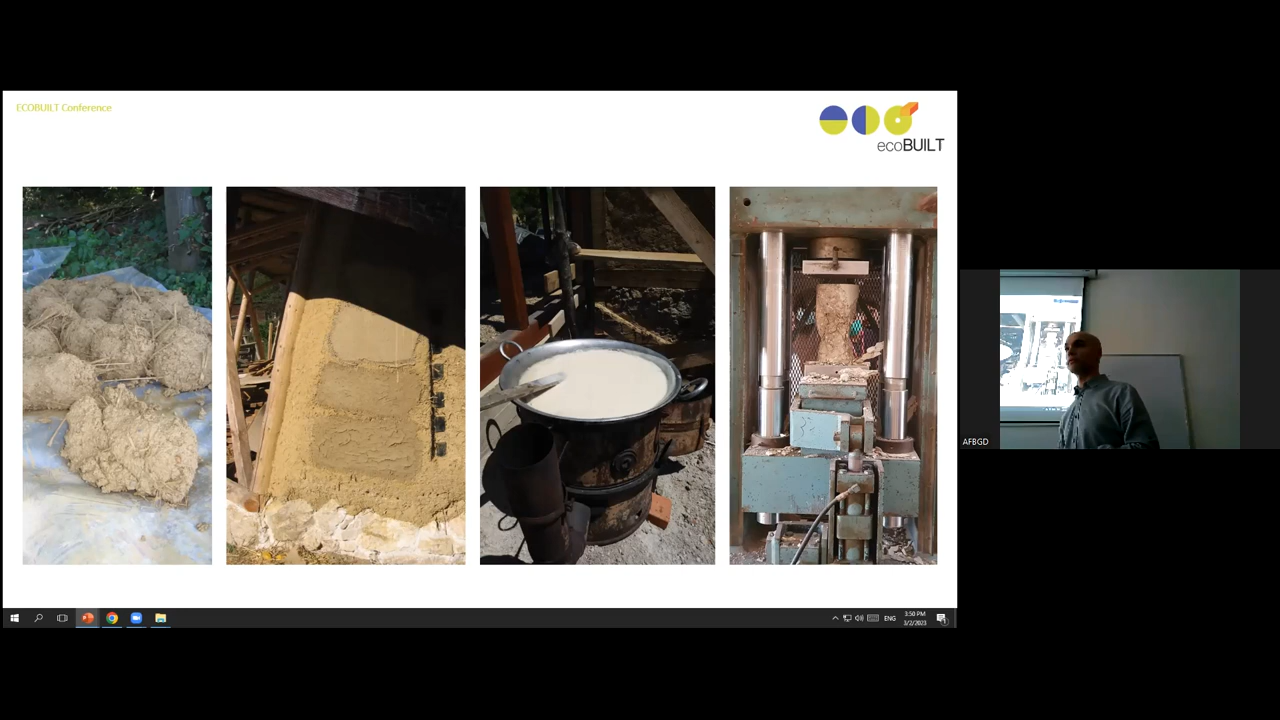 ECOBUILT Conference
ecoBUILT
AFBGD
ENG
3:50 PM
3/2/2023